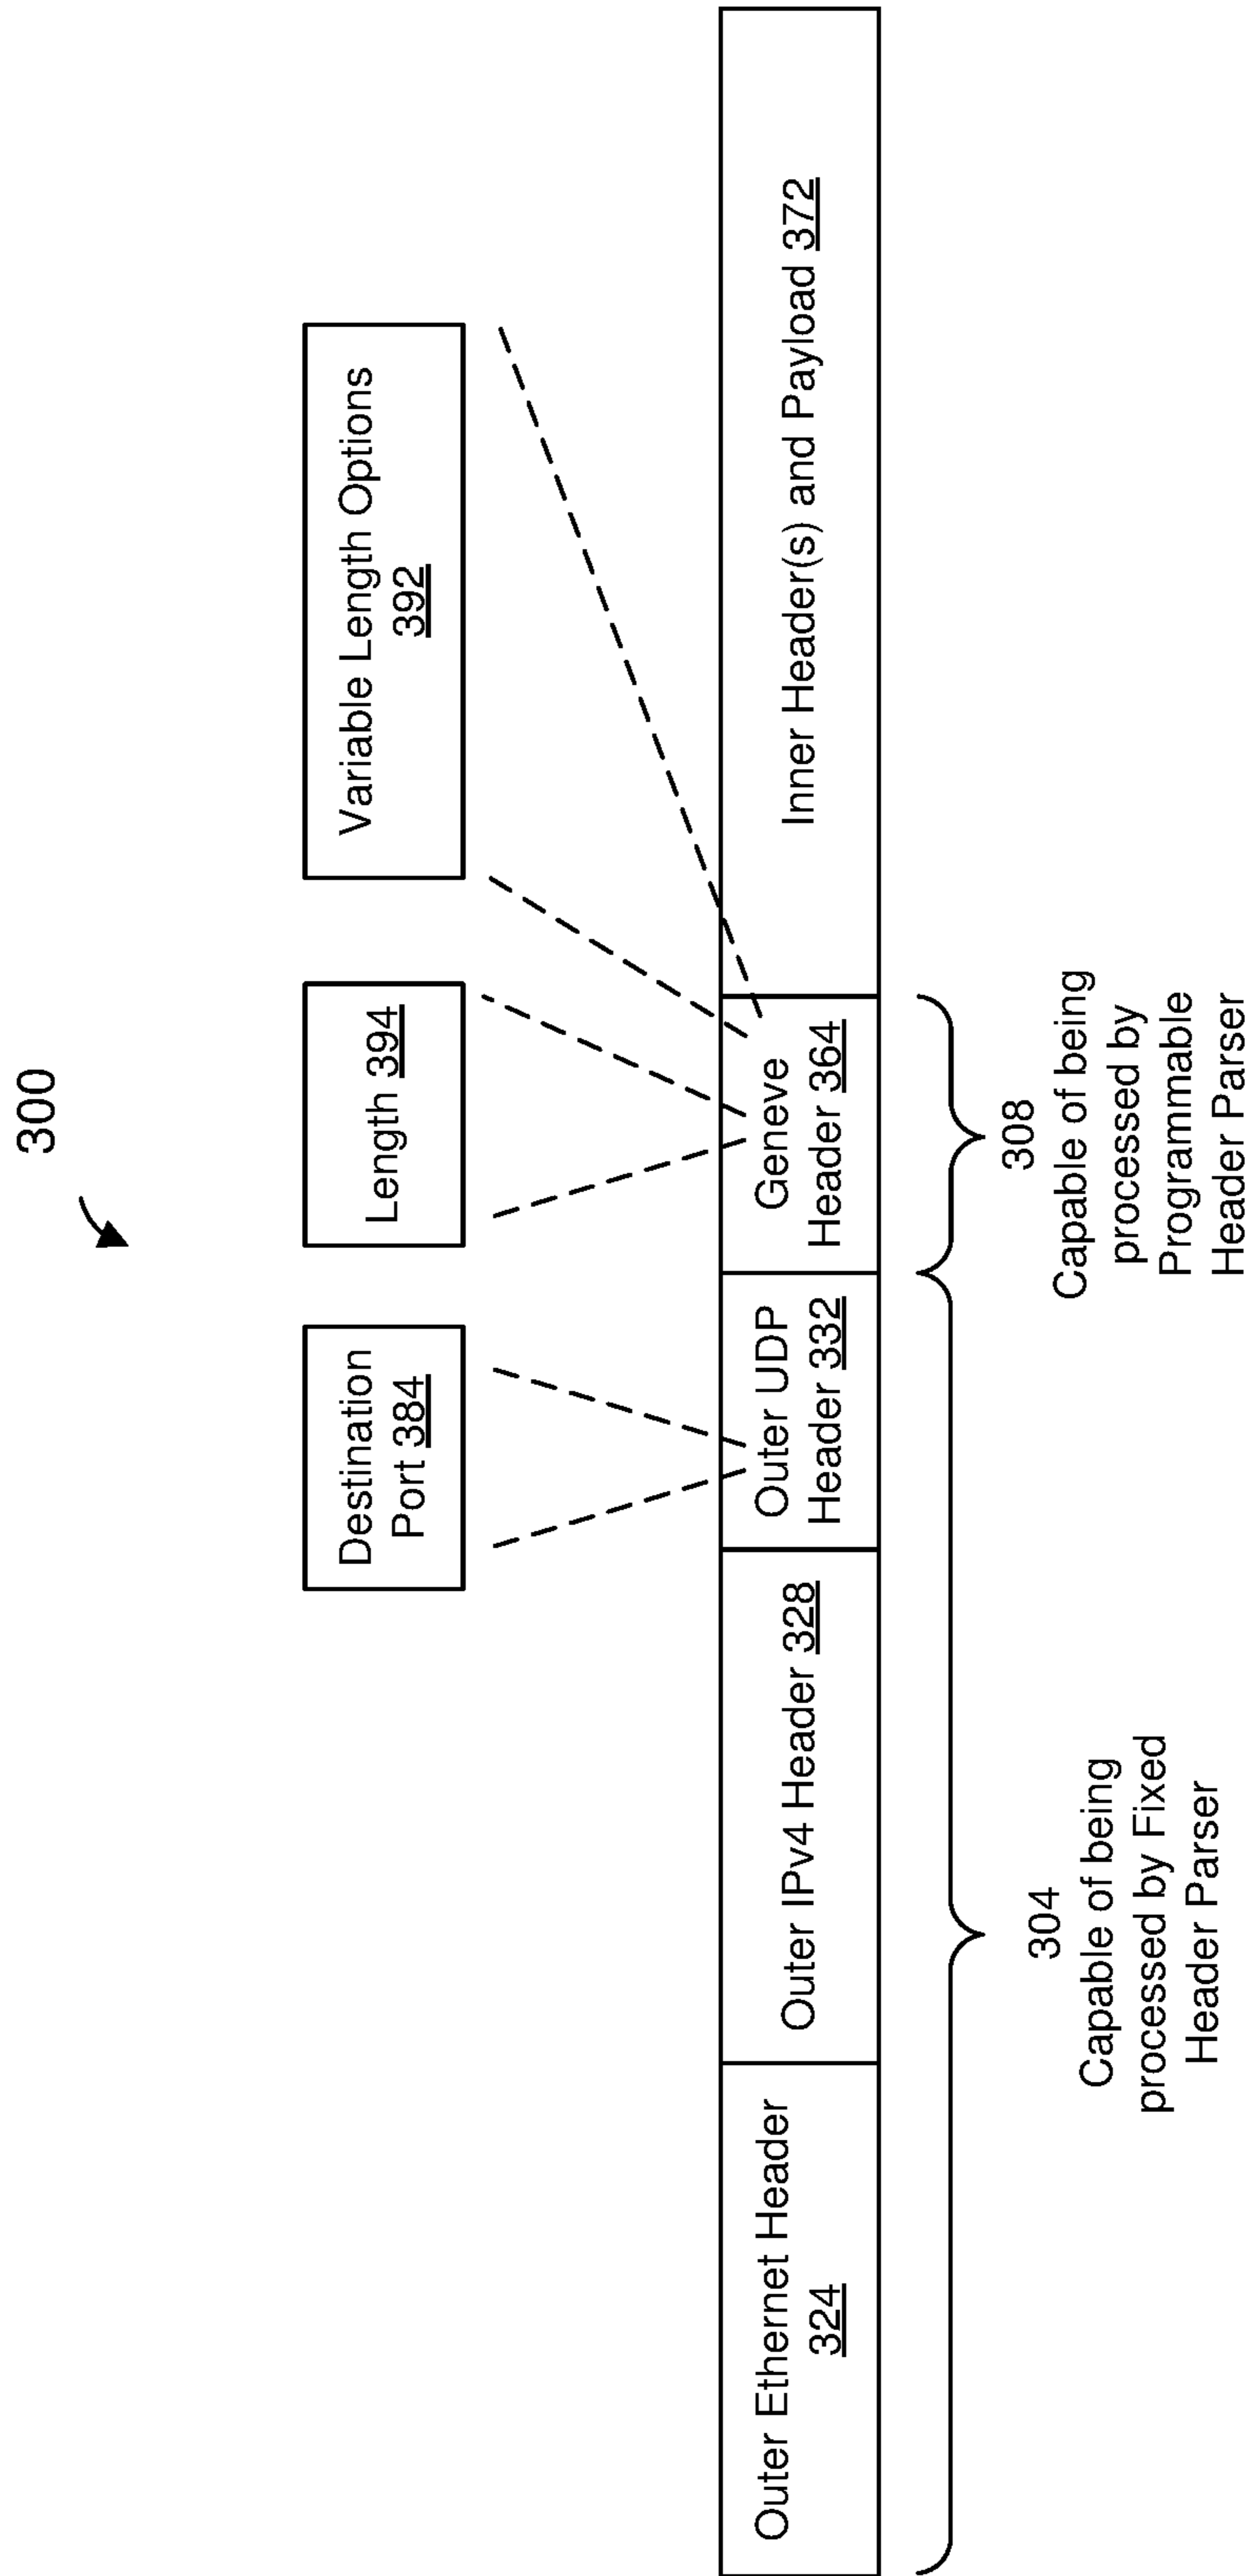 300
Destination
Port 384
Length 394
Variable Length Options
392
Outer Ethernet Header
324
Outer IPv4 Header 328
Outer UDP
Header 332
Geneve
Header 364
Inner Header(s) and Payload 372
304
Capable of being
processed by Fixed
Header Parser
308
Capable of being
processed by
Programmable
Header Parser